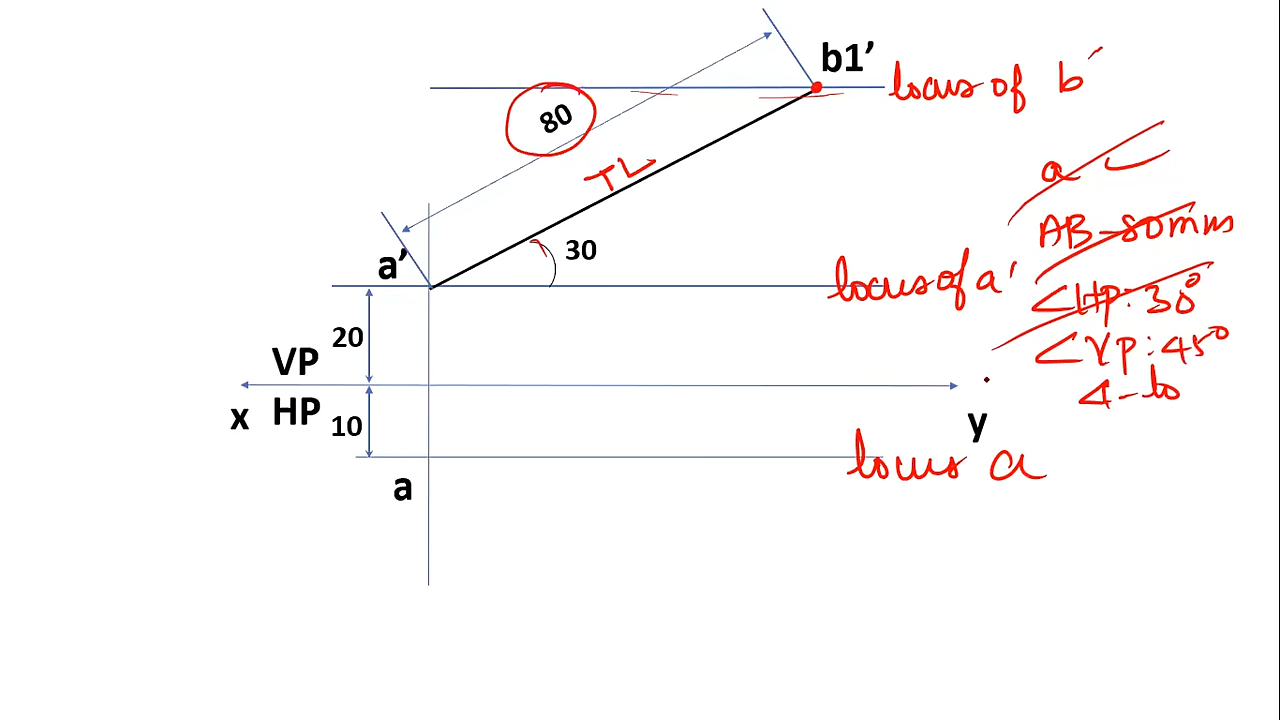 b1’
locus of b′
80
TL
a
AB-80mm
a’
30
locus of a'
∠HP: 30°
20
∠VP: 45°
VP
x HP
y
10
locus a
a